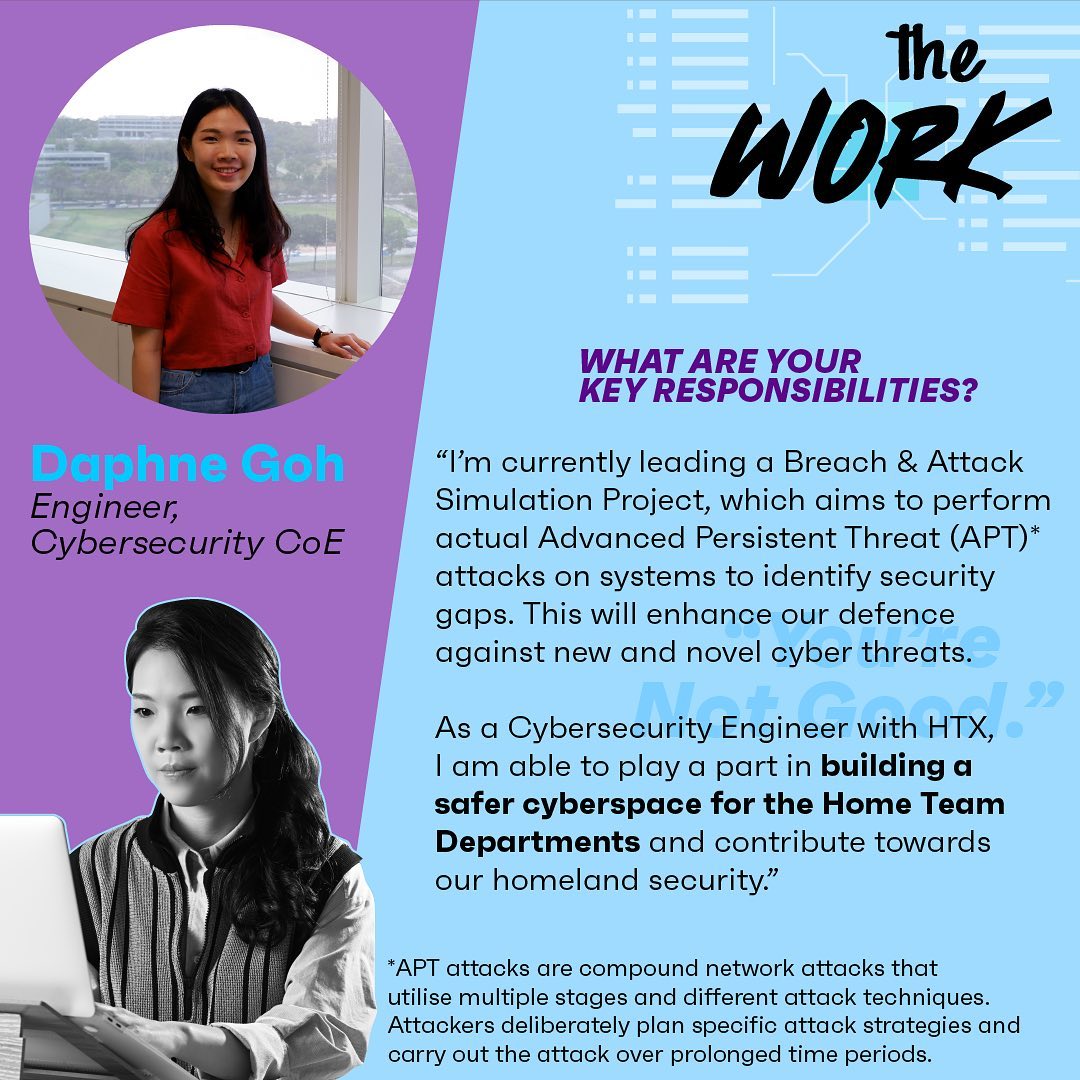 the
WORK
Daphne Goh
Engineer,
Cybersecurity CoE
WHAT ARE YOUR
KEY RESPONSIBILITIES?
“I’m currently leading a Breach & Attack
Simulation Project, which aims to perform
actual Advanced Persistent Threat (APT)*
attacks on systems to identify security
gaps. This will enhance our defence
against new and novel cyber threats.
“You’re
Not Good.”
As a Cybersecurity Engineer with HTX,
I am able to play a part in building a
safer cyberspace for the Home Team
Departments and contribute towards
our homeland security.”
*APT attacks are compound network attacks that
utilise multiple stages and different attack techniques.
Attackers deliberately plan specific attack strategies and
carry out the attack over prolonged time periods.